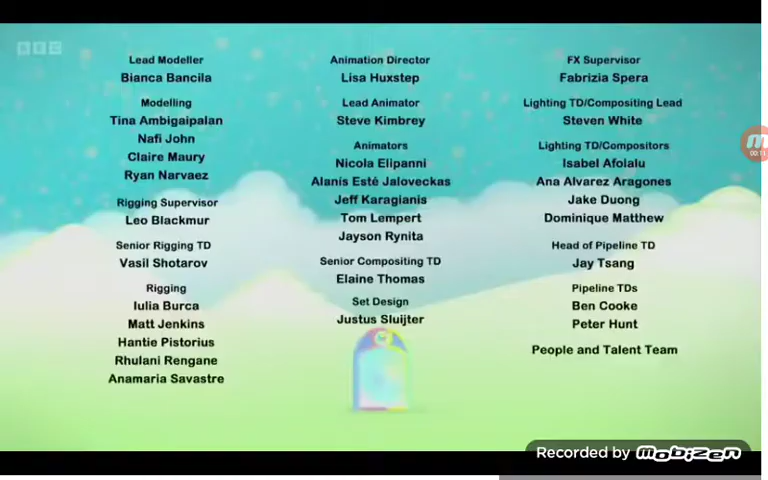 BBC
Lead Modeller
Bianca Bancila
Modelling
Tina Ambigaipalan
Nafi John
Claire Maury
Ryan Narvaez
Rigging Supervisor
Leo Blackmur
Senior Rigging TD
Vasil Shotarov
Rigging
Iulia Burca
Matt Jenkins
Hantie Pistorius
Rhulani Rengane
Anamaria Savastre
Animation Director
Lisa Huxstep
Lead Animator
Steve Kimbrey
Animators
Nicola Elipanni
Alanís Esté Jaloveckas
Jeff Karagianis
Tom Lempert
Jayson Rynita
Senior Compositing TD
Elaine Thomas
Set Design
Justus Sluijter
FX Supervisor
Fabrizia Spera
Lighting TD/Compositing Lead
Steven White
Lighting TD/Compositors
Isabel Afolalu
Ana Alvarez Aragones
Jake Duong
Dominique Matthew
Head of Pipeline TD
Jay Tsang
Pipeline TDs
Ben Cooke
Peter Hunt
People and Talent Team
Recorded by mobizen